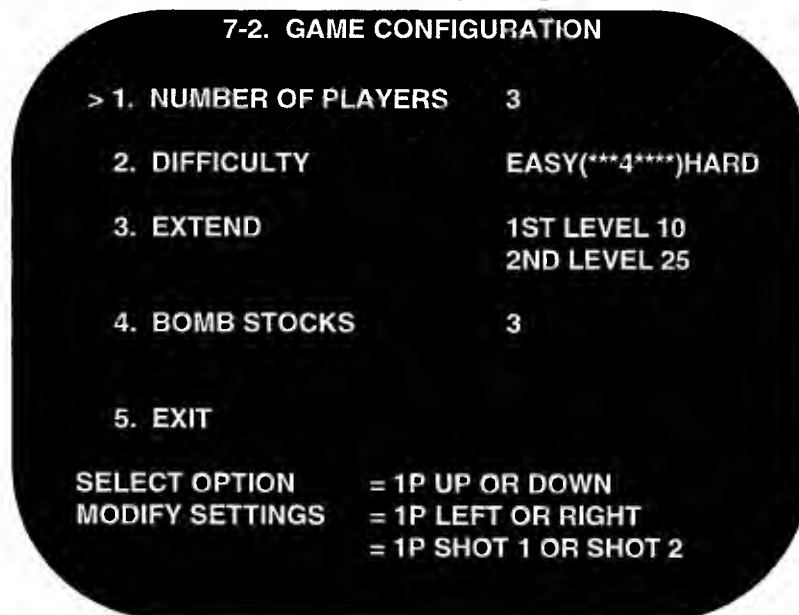 7-2. GAME CONFIGURATION
> 1. NUMBER OF PLAYERS 3
2. DIFFICULTY EASY(***4****)HARD
3. EXTEND 1ST LEVEL 10
2ND LEVEL 25
4. BOMB STOCKS 3
5. EXIT
SELECT OPTION = 1P UP OR DOWN
MODIFY SETTINGS = 1P LEFT OR RIGHT
= 1P SHOT 1 OR SHOT 2